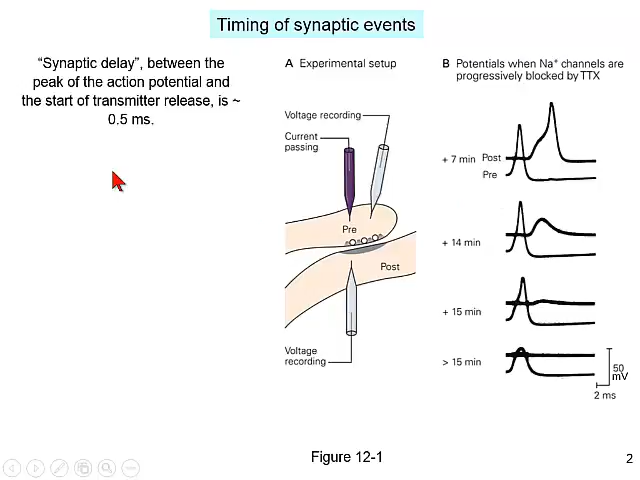 Timing of synaptic events
“Synaptic delay”, between the
peak of the action potential and
the start of transmitter release, is ~
0.5 ms.
A Experimental setup
Voltage recording
Current
passing
Pre
Post
Voltage
recording
B Potentials when Na⁺ channels are
progressively blocked by TTX
+ 7 min
Post
Pre
+ 14 min
+ 15 min
> 15 min
50
mV
2 ms
Figure 12-1
2